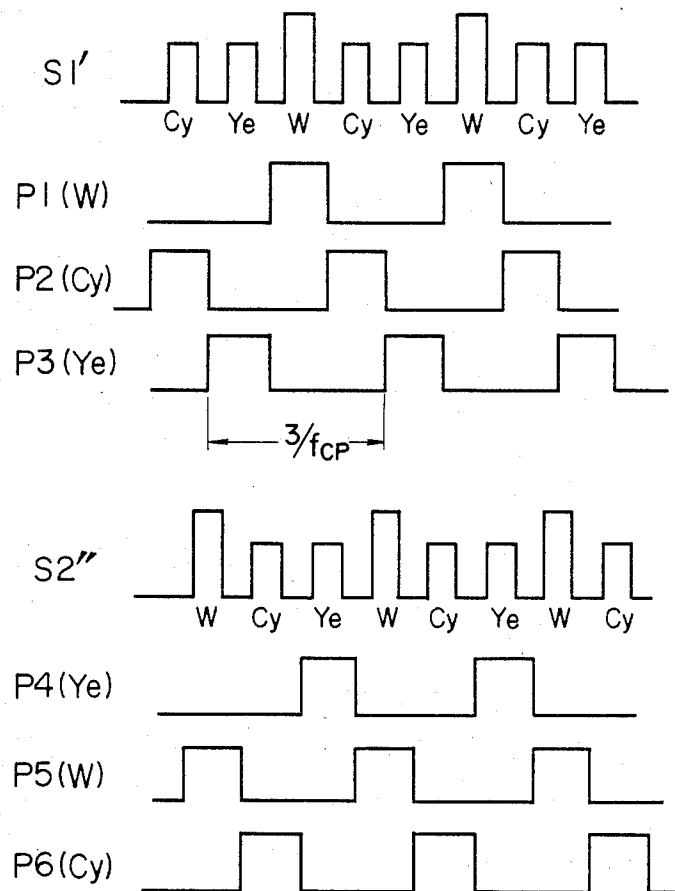 S1′
Cy Ye W Cy Ye W Cy Ye
P1(W)
P2(Cy)
P3(Ye)
3/fCP
S2″
W Cy Ye W Cy Ye W Cy
P4(Ye)
P5(W)
P6(Cy)